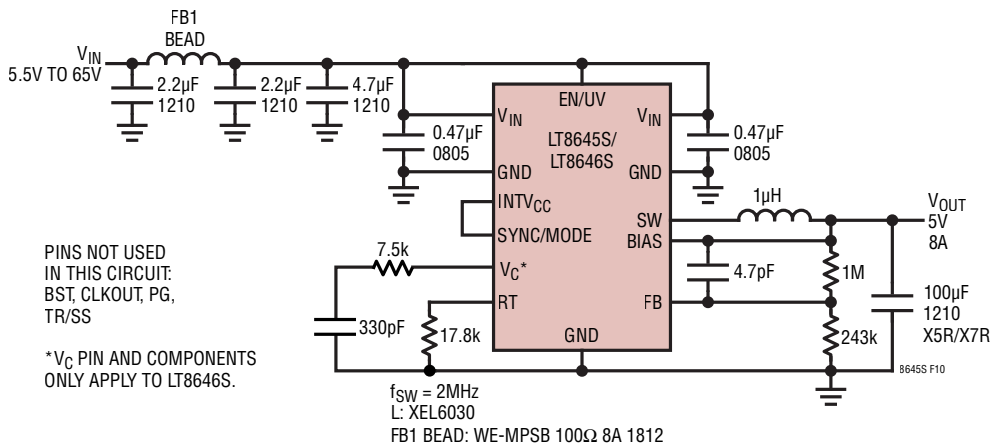 FB1
BEAD
VIN
5.5V TO 65V
2.2µF
1210
2.2µF
1210
4.7µF
1210
0.47µF
0805
EN/UV
VIN
VIN
LT8645S/
LT8646S
GND
GND
0.47µF
0805
INTVCC
SYNC/MODE
SW
BIAS
1µH
VOUT
5V
8A
PINS NOT USED
IN THIS CIRCUIT:
BST, CLKOUT, PG,
TR/SS
7.5k
VC*
4.7pF
1M
RT
FB
100µF
1210
X5R/X7R
330pF
17.8k
GND
243k
*VC PIN AND COMPONENTS
ONLY APPLY TO LT8646S.
8645S F10
fSW = 2MHz
L: XEL6030
FB1 BEAD: WE-MPSB 100Ω 8A 1812